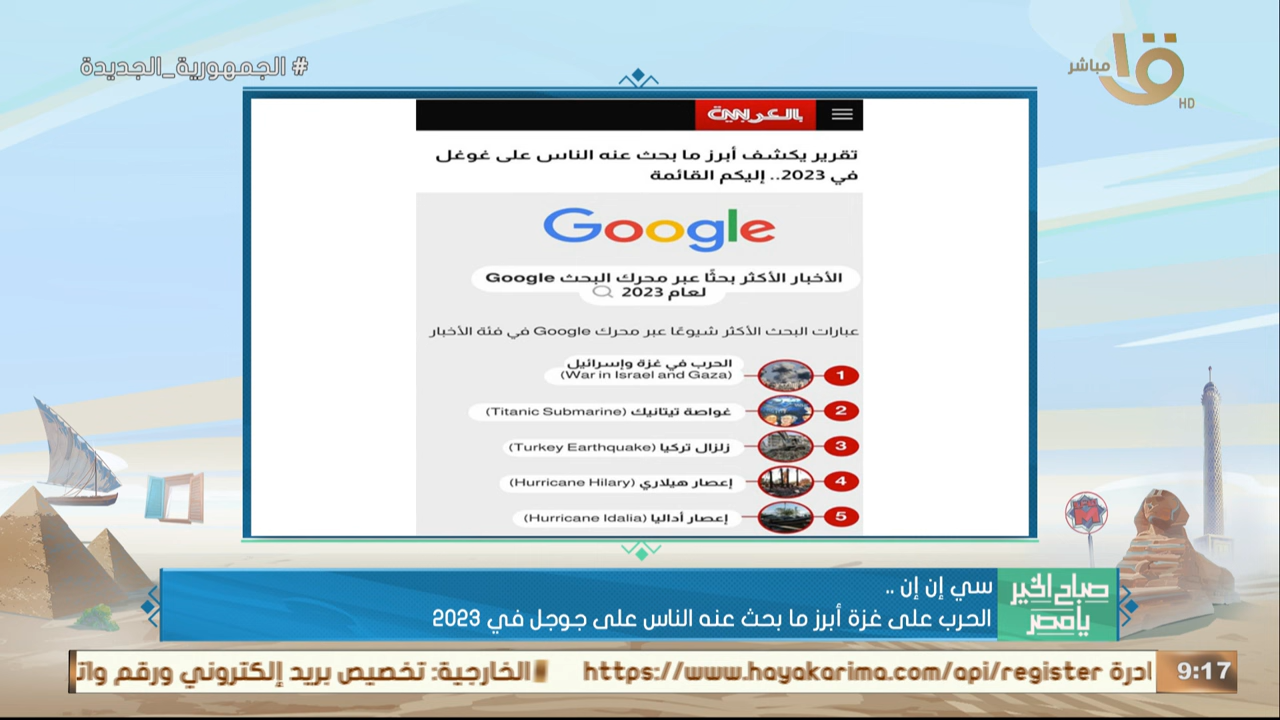 # الجمهورية_الجديدة
مباشر
HD
بالعربية
تقرير يكشف أبرز ما بحث عنه الناس على غوغل
في 2023.. إليكم القائمة
Google
الأخبار الأكثر بحثًا عبر محرك البحث Google
لعام 2023
عبارات البحث الأكثر شيوعًا عبر محرك Google في فئة الأخبار
1
الحرب في غزة وإسرائيل
(War in Israel and Gaza)
2 غواصة تيتانيك (Titanic Submarine)
3 زلزال تركيا (Turkey Earthquake)
4 إعصار هيلاري (Hurricane Hilary)
5 إعصار أداليا (Hurricane Idalia)
صباح الخير
يا مصر
سي إن إن ..
الحرب على غزة أبرز ما بحث عنه الناس على جوجل في 2023
9:17
ادرة https://www.hayakarima.com/api/register الخارجية: تخصيص بريد إلكتروني ورقم وات